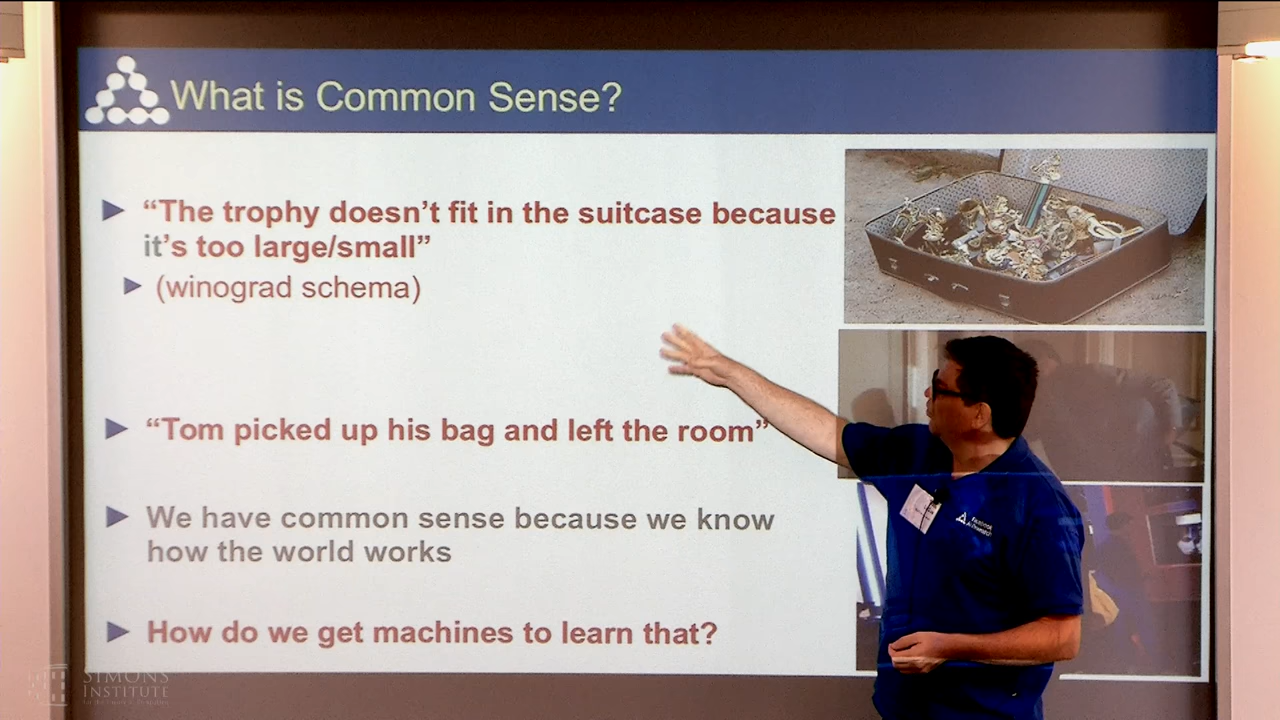 What is Common Sense?
“The trophy doesn’t fit in the suitcase because
it’s too large/small”
(winograd schema)
“Tom picked up his bag and left the room”
We have common sense because we know
how the world works
How do we get machines to learn that?
SIMONS
INSTITUTE